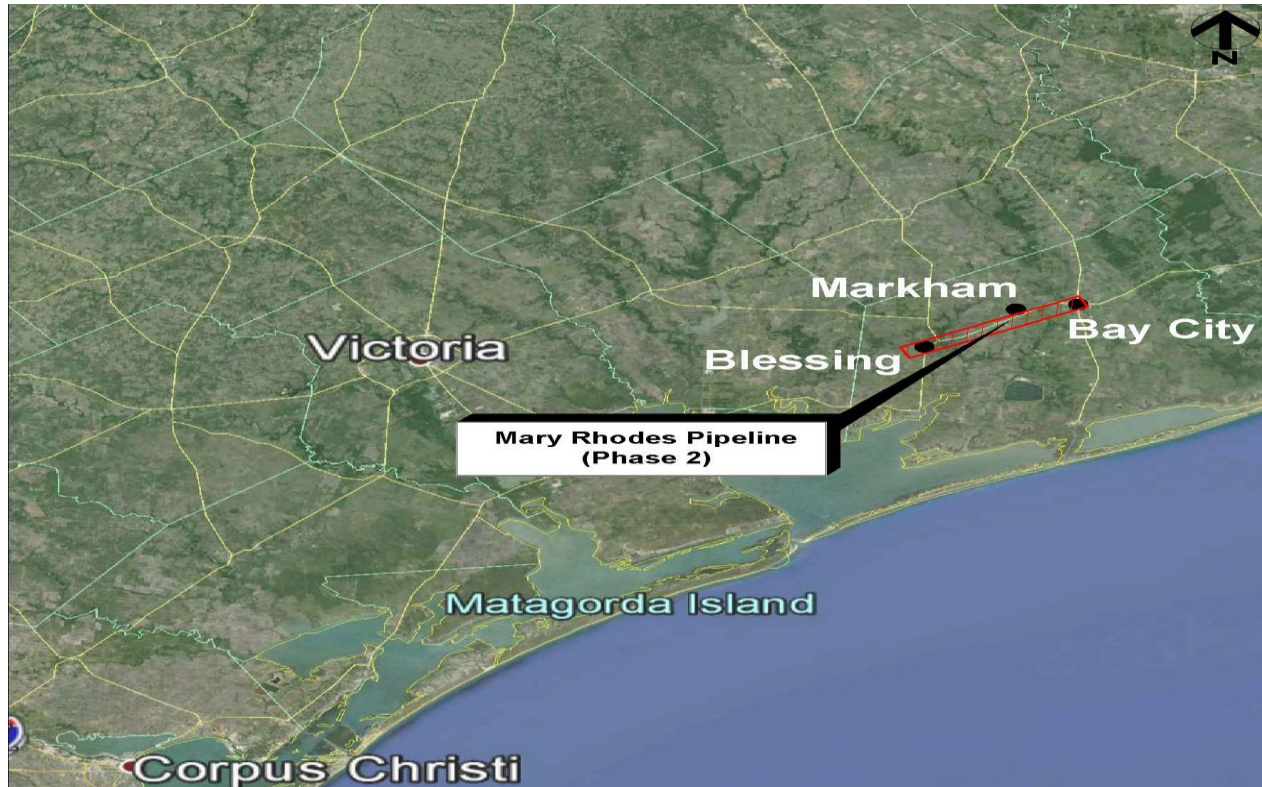 N
Markham
Bay City
Victoria
Blessing
Mary Rhodes Pipeline
(Phase 2)
Matagorda Island
Corpus Christi